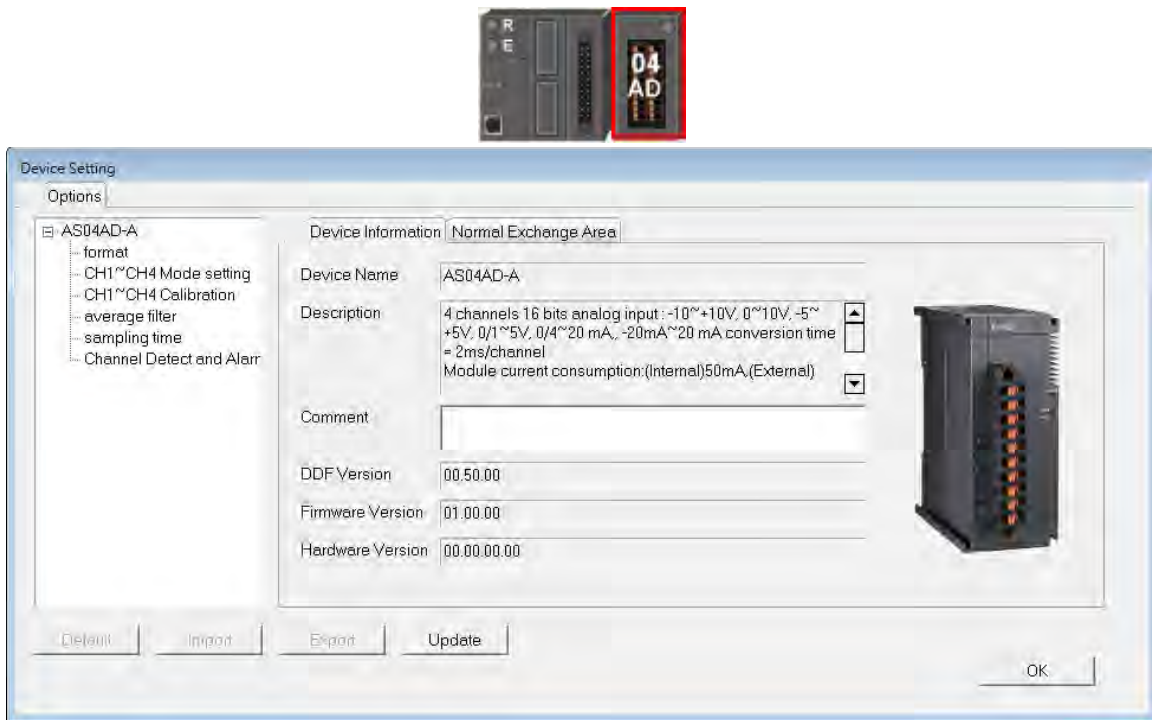 R
E
04
AD
Device Setting
Options
AS04AD-A
format
CH1~CH4 Mode setting
CH1~CH4 Calibration
average filter
sampling time
Channel Detect and Alarr
Device Information
Normal Exchange Area
Device Name
AS04AD-A
Description
4 channels 16 bits analog input : -10~+10V, 0~10V, -5~
+5V, 0/1~5V, 0/4~20 mA,, -20mA~20 mA conversion time
= 2ms/channel
Module current consumption:(Internal)50mA,(External)
Comment
DDF Version
00.50.00
Firmware Version
01.00.00
Hardware Version
00.00.00.00
Default
Import
Export
Update
OK